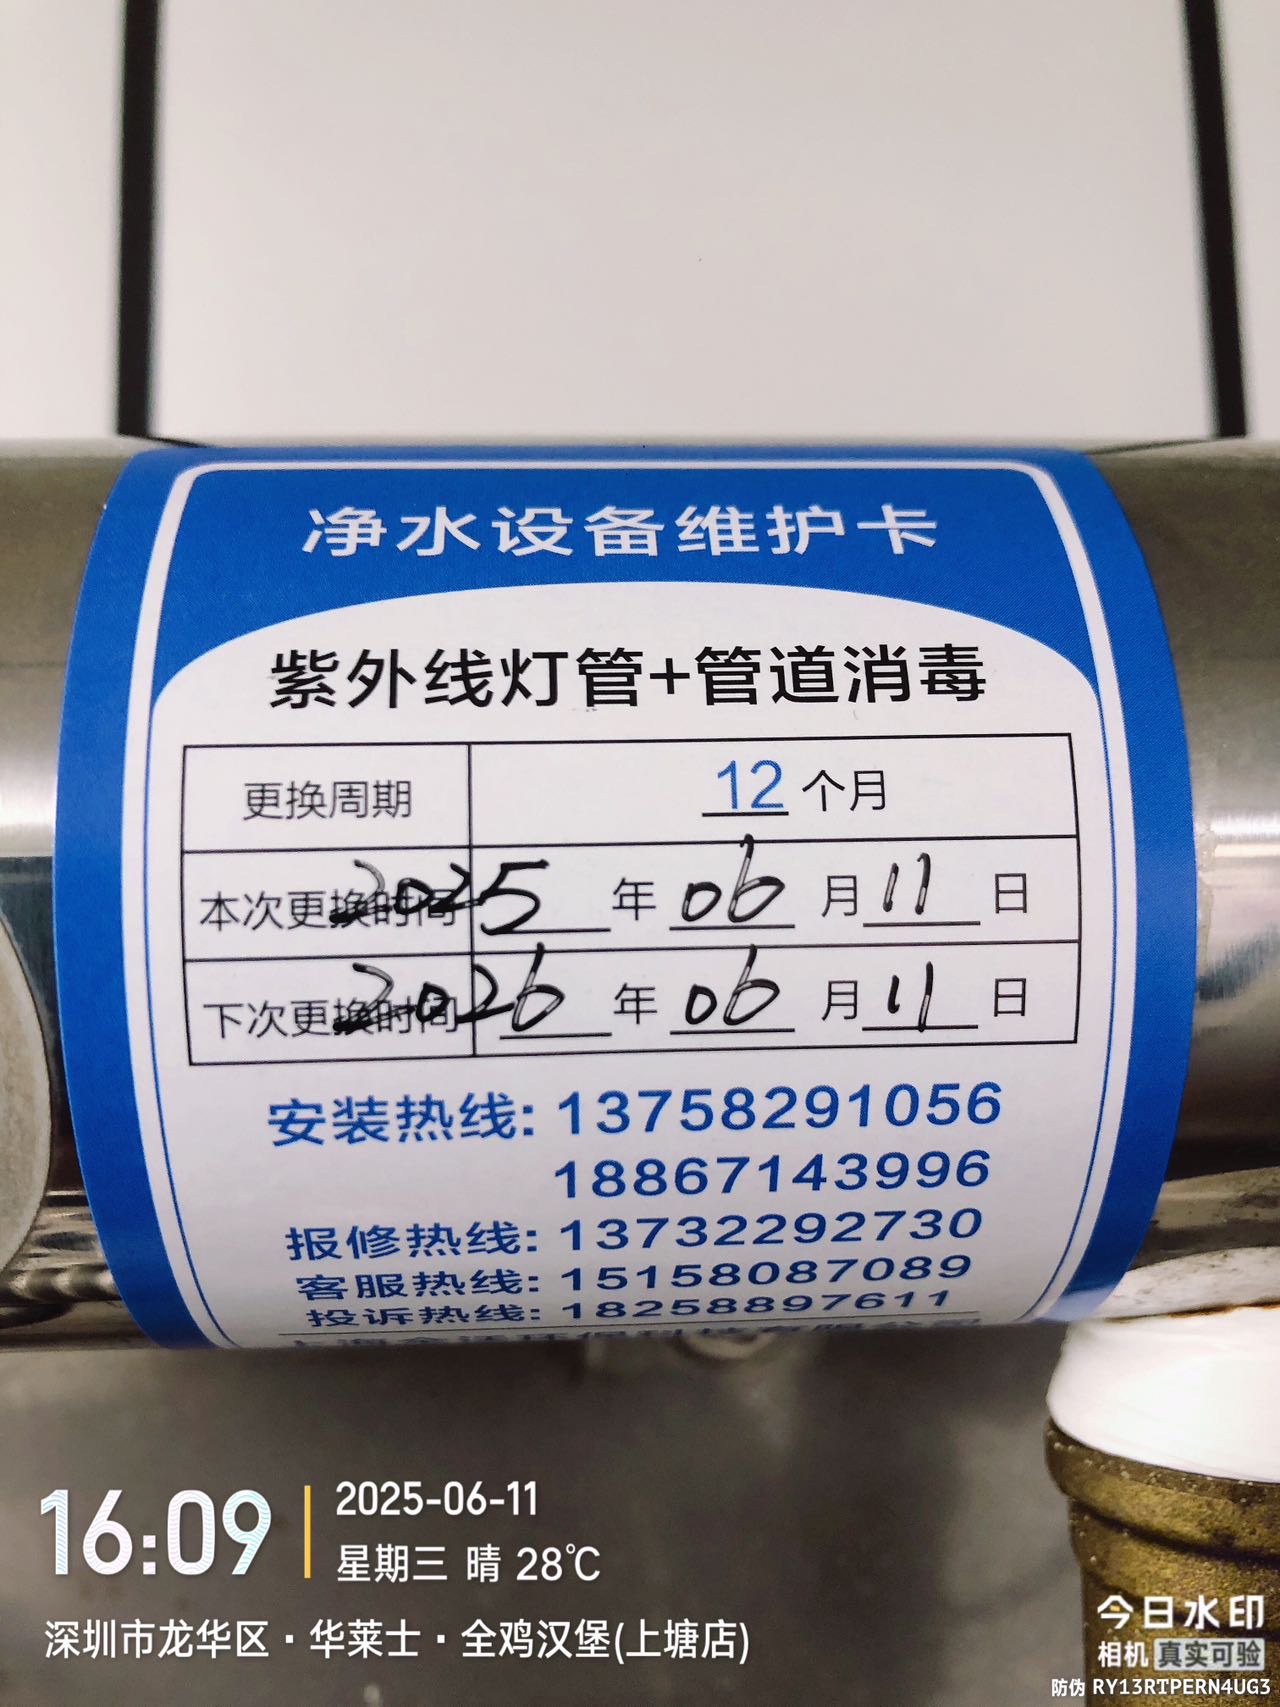 净水设备维护卡
紫外线灯管+管道消毒
更换周期 12 个月
本次更换时间 2025 年 06 月 11 日
下次更换时间 2026 年 06 月 11 日
安装热线: 13758291056
18867143996
报修热线: 13732292730
客服热线: 15158087089
投诉热线: 18258897611
16:09
2025-06-11
星期三 晴 28℃
深圳市龙华区·华莱士·全鸡汉堡(上塘店)
今日水印
相机 真实可验
防伪 RY13RTPERN4UG3